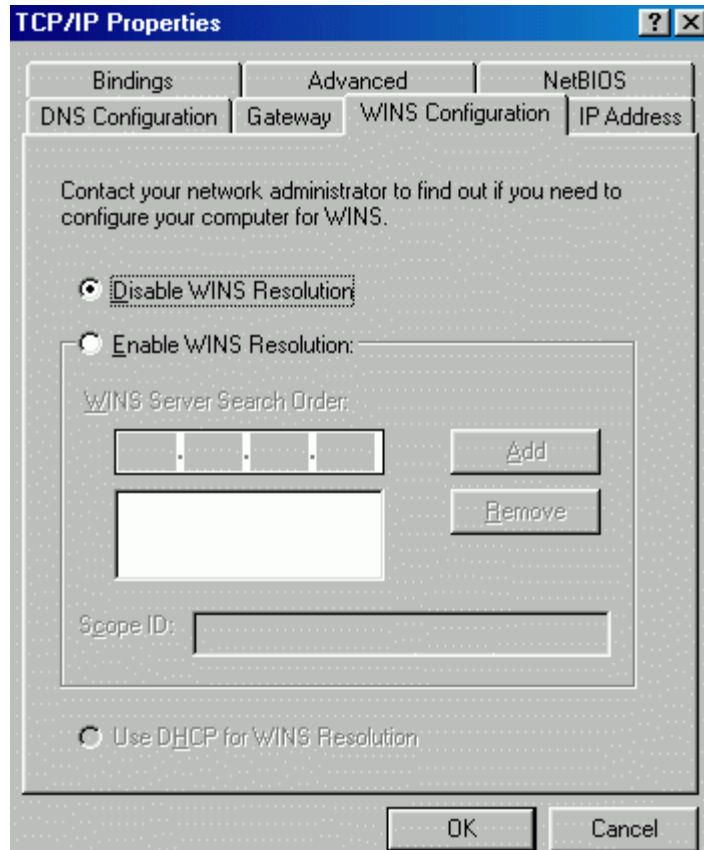 TCP/IP Properties
Bindings Advanced NetBIOS
DNS Configuration Gateway WINS Configuration IP Address
Contact your network administrator to find out if you need to
configure your computer for WINS.
Disable WINS Resolution
Enable WINS Resolution:
WINS Server Search Order:
. . .
Add
Remove
Scope ID:
Use DHCP for WINS Resolution
OK Cancel